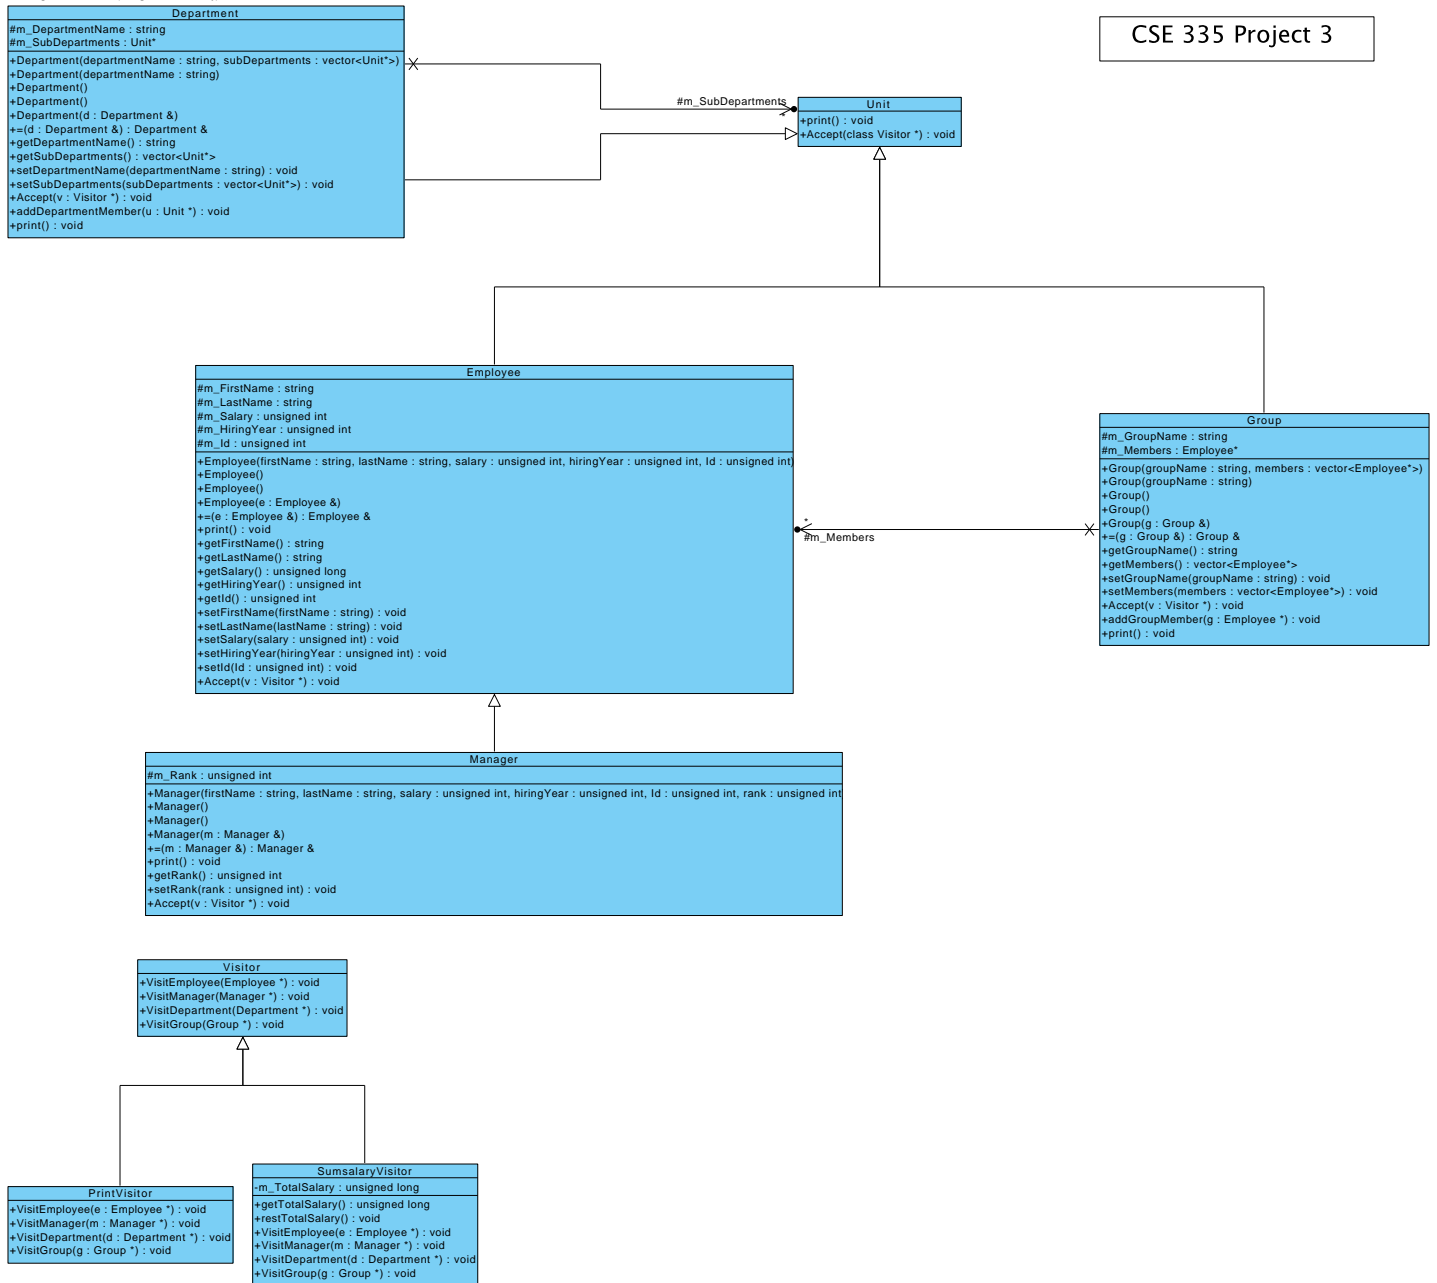 Department
#m_DepartmentName : string
#m_SubDepartments : Unit*
+Department(departmentName : string, subDepartments : vector<Unit*>)
+Department(departmentName : string)
+Department()
+Department()
+Department(d : Department &)
+=(d : Department &) : Department &
+getDepartmentName() : string
+getSubDepartments() : vector<Unit*>
+setDepartmentName(departmentName : string) : void
+setSubDepartments(subDepartments : vector<Unit*>) : void
+Accept(v : Visitor *) : void
+addDepartmentMember(u : Unit *) : void
+print() : void
CSE 335 Project 3
#m_SubDepartments
*
Unit
+print() : void
+Accept(class Visitor *) : void
Employee
#m_FirstName : string
#m_LastName : string
#m_Salary : unsigned int
#m_HiringYear : unsigned int
#m_Id : unsigned int
+Employee(firstName : string, lastName : string, salary : unsigned int, hiringYear : unsigned int, Id : unsigned int)
+Employee()
+Employee()
+Employee(e : Employee &)
+=(e : Employee &) : Employee &
+print() : void
+getFirstName() : string
+getLastName() : string
+getSalary() : unsigned long
+getHiringYear() : unsigned int
+getId() : unsigned int
+setFirstName(firstName : string) : void
+setLastName(lastName : string) : void
+setSalary(salary : unsigned int) : void
+setHiringYear(hiringYear : unsigned int) : void
+setId(Id : unsigned int) : void
+Accept(v : Visitor *) : void
*
#m_Members
Group
#m_GroupName : string
#m_Members : Employee*
+Group(groupName : string, members : vector<Employee*>)
+Group(groupName : string)
+Group()
+Group()
+Group(g : Group &)
+=(g : Group &) : Group &
+getGroupName() : string
+getMembers() : vector<Employee*>
+setGroupName(groupName : string) : void
+setMembers(members : vector<Employee*>) : void
+Accept(v : Visitor *) : void
+addGroupMember(g : Employee *) : void
+print() : void
Manager
#m_Rank : unsigned int
+Manager(firstName : string, lastName : string, salary : unsigned int, hiringYear : unsigned int, Id : unsigned int, rank : unsigned int
+Manager()
+Manager()
+Manager(m : Manager &)
+=(m : Manager &) : Manager &
+print() : void
+getRank() : unsigned int
+setRank(rank : unsigned int) : void
+Accept(v : Visitor *) : void
Visitor
+VisitEmployee(Employee *) : void
+VisitManager(Manager *) : void
+VisitDepartment(Department *) : void
+VisitGroup(Group *) : void
PrintVisitor
+VisitEmployee(e : Employee *) : void
+VisitManager(m : Manager *) : void
+VisitDepartment(d : Department *) : void
+VisitGroup(g : Group *) : void
SumsalaryVisitor
-m_TotalSalary : unsigned long
+getTotalSalary() : unsigned long
+restTotalSalary() : void
+VisitEmployee(e : Employee *) : void
+VisitManager(m : Manager *) : void
+VisitDepartment(d : Department *) : void
+VisitGroup(g : Group *) : void